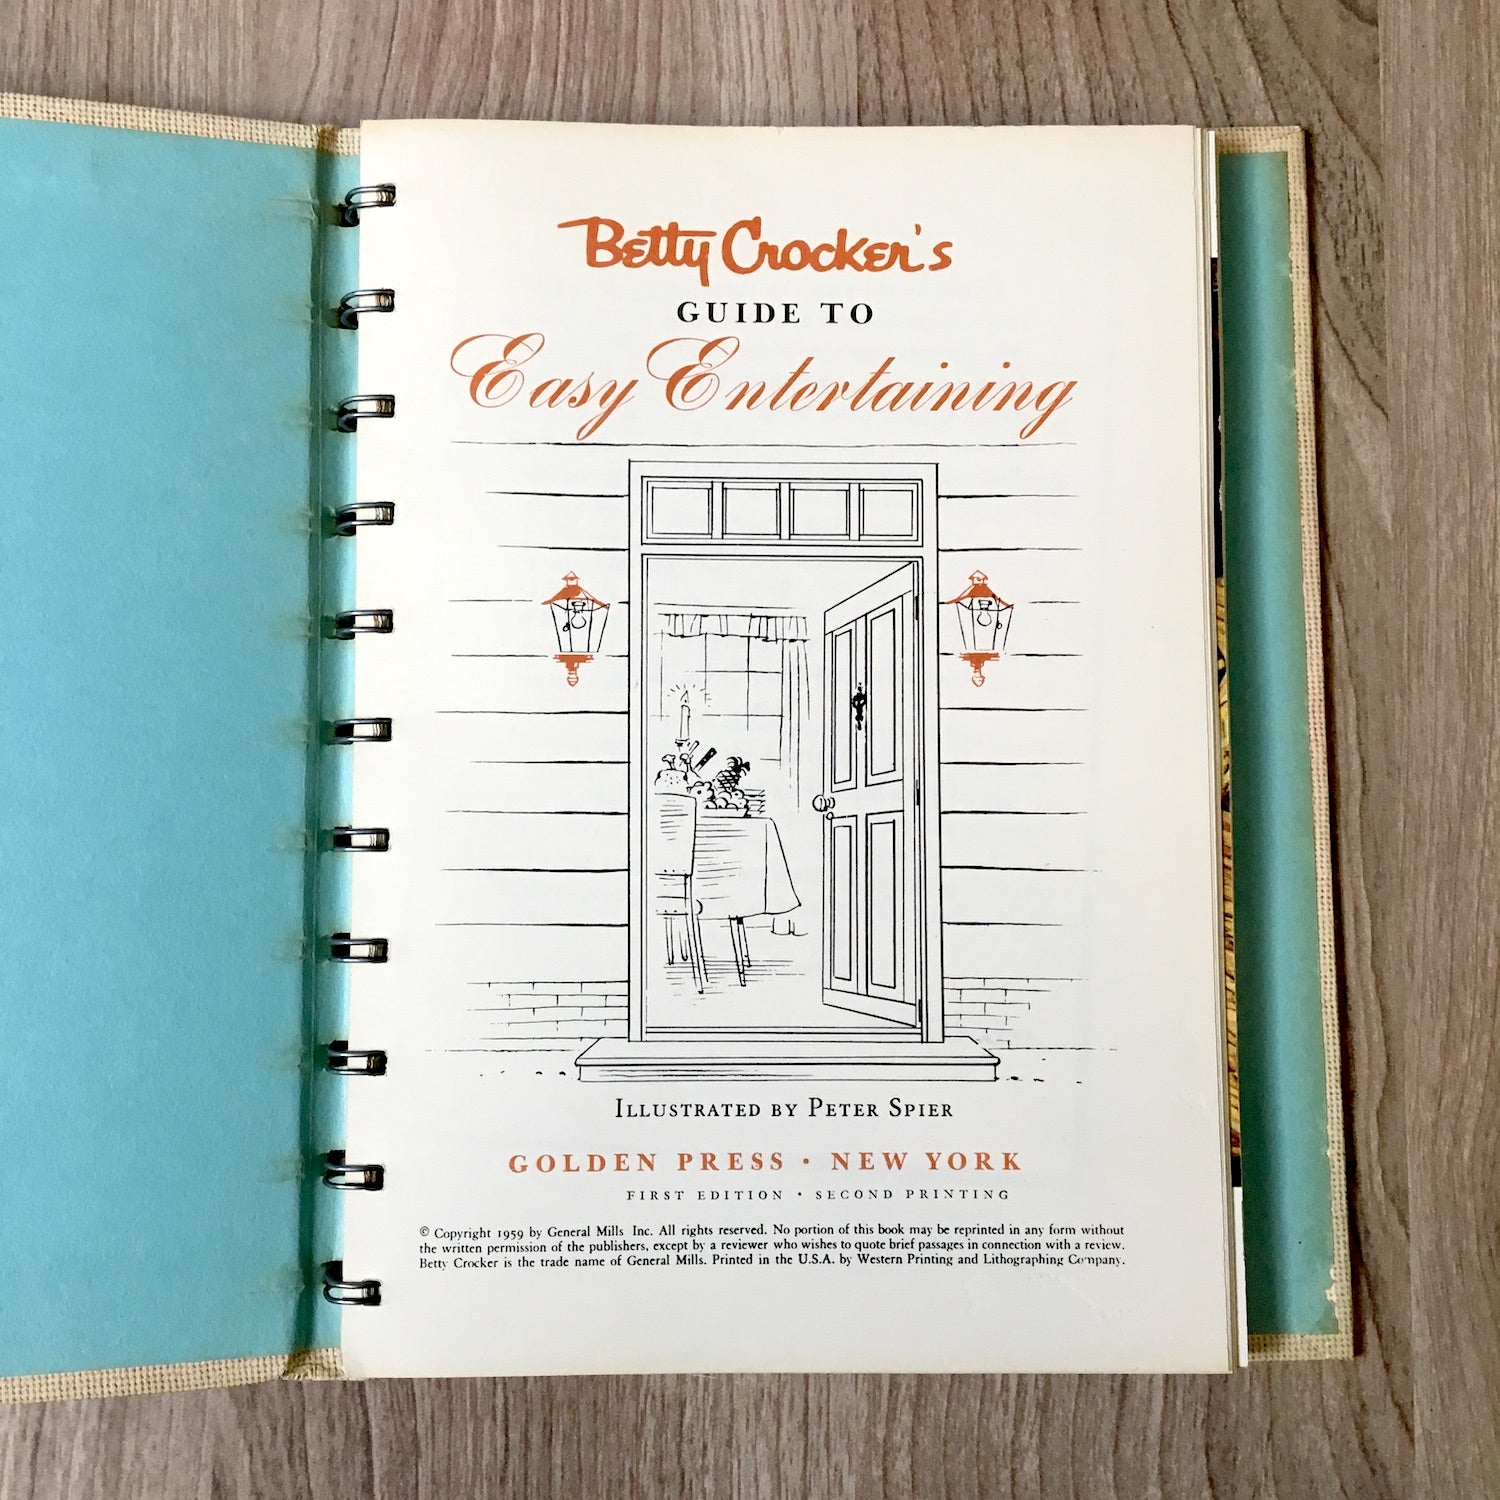 Betty Crocker's
GUIDE TO
Easy Entertaining
ILLUSTRATED BY PETER SPIER
GOLDEN PRESS • NEW YORK
FIRST EDITION • SECOND PRINTING
© Copyright 1959 by General Mills Inc. All rights reserved. No portion of this book may be reprinted in any form without
the written permission of the publishers, except by a reviewer who wishes to quote brief passages in connection with a review.
Betty Crocker is the trade name of General Mills. Printed in the U.S.A. by Western Printing and Lithographing Company.